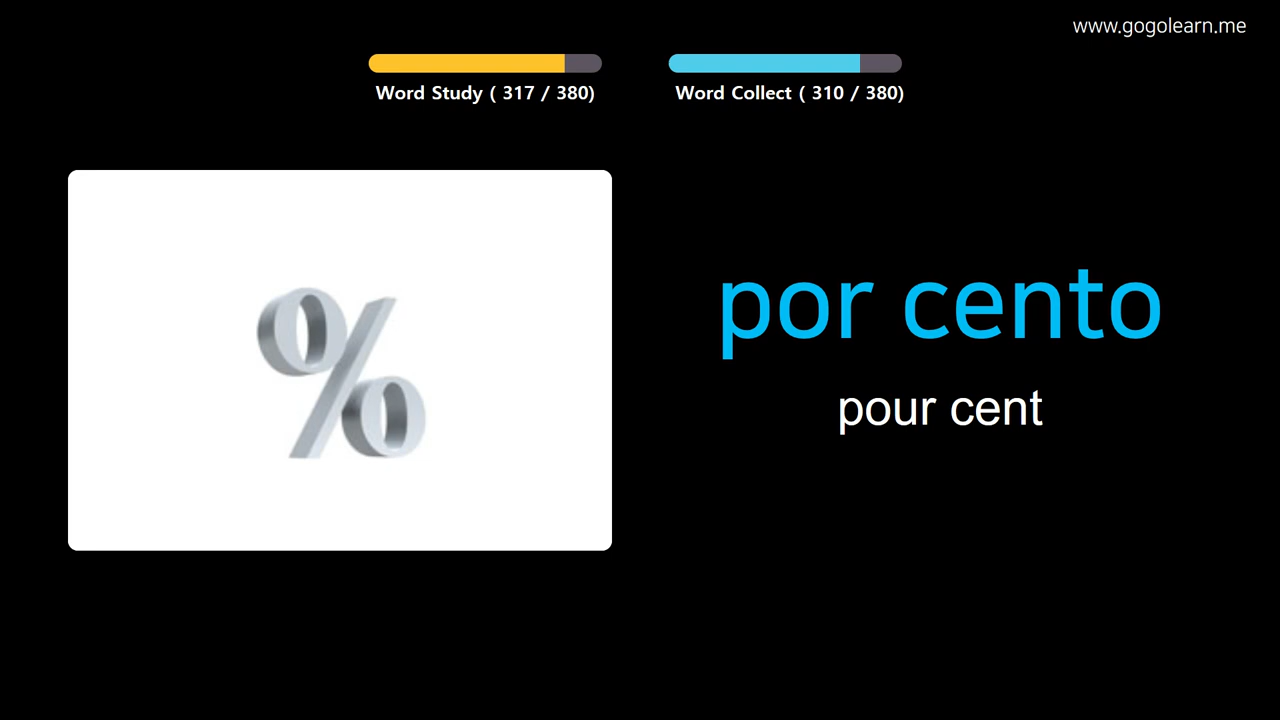 www.gogolearn.me
Word Study ( 317 / 380)
Word Collect ( 310 / 380)
%
por cento
pour cent